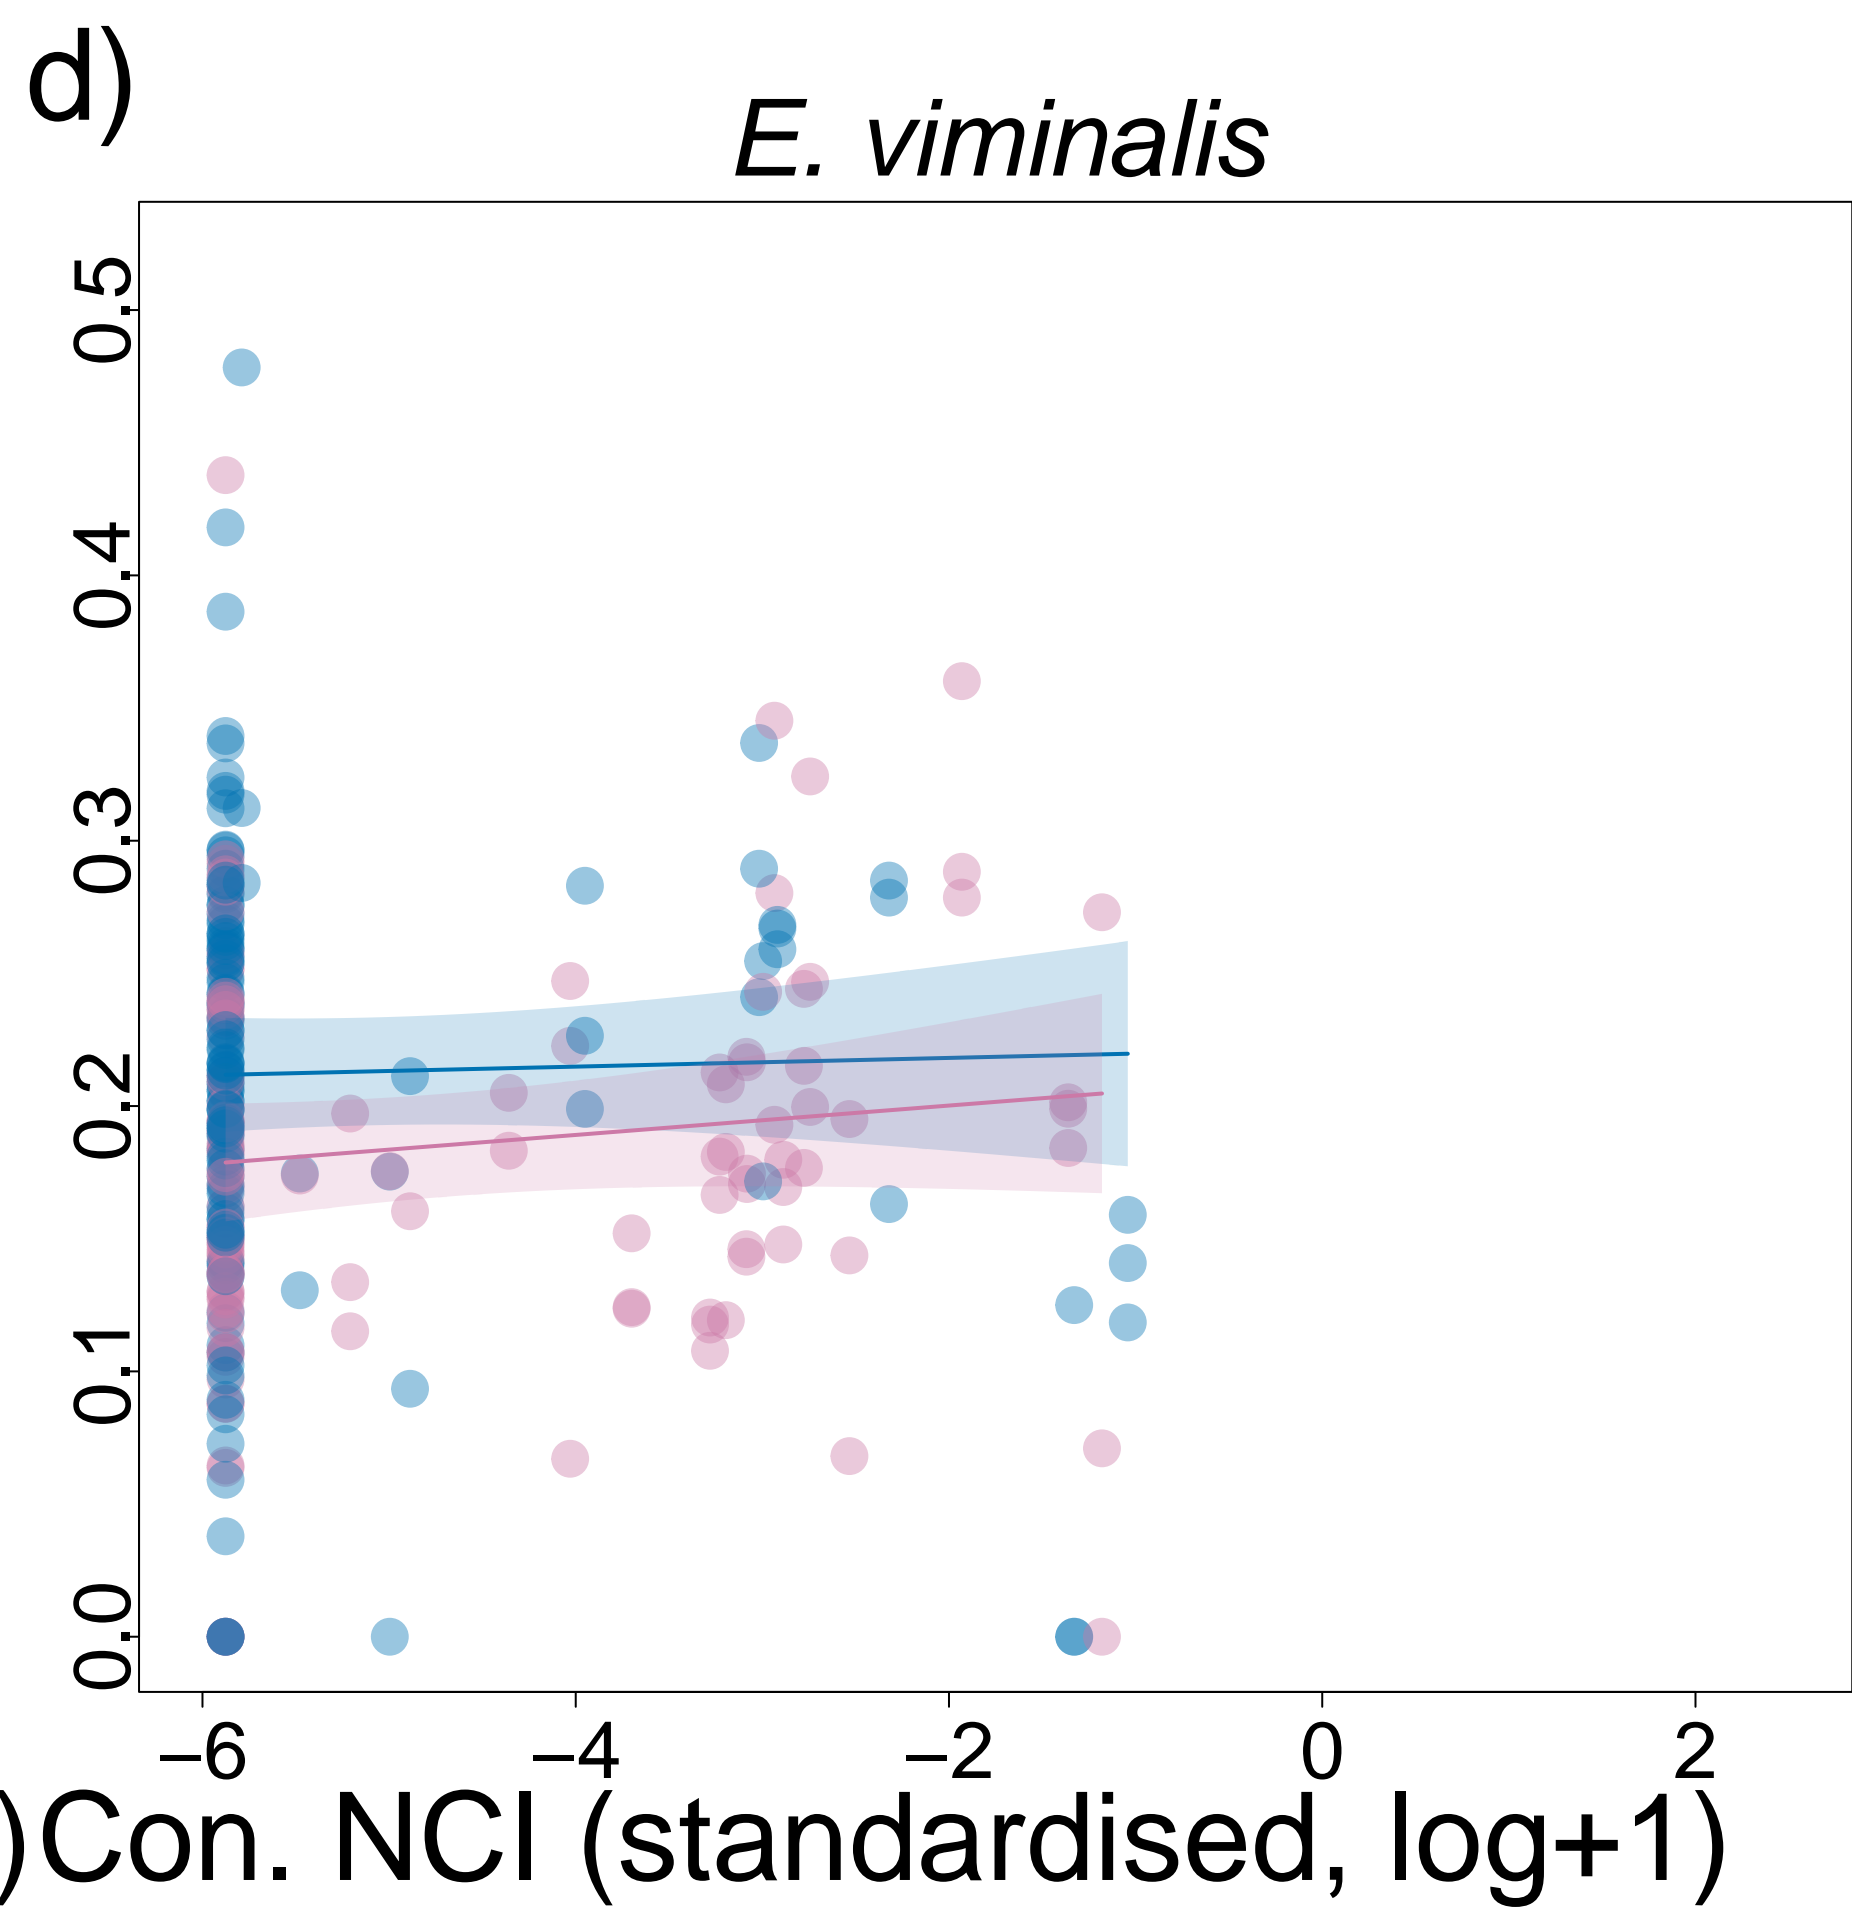 d)
E. viminalis
0.5
0.4
0.3
0.2
0.1
0.0
–6 –4 –2 0 2
)Con. NCI (standardised, log+1)